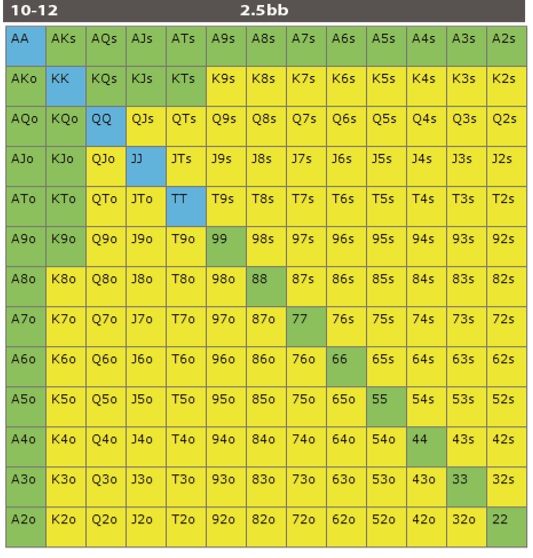 10-12 2.5bb
AA AKs AQs AJs ATs A9s A8s A7s A6s A5s A4s A3s A2s
AKo KK KQs KJs KTs K9s K8s K7s K6s K5s K4s K3s K2s
AQo KQo QQ QJs QTs Q9s Q8s Q7s Q6s Q5s Q4s Q3s Q2s
AJo KJo QJo JJ JTs J9s J8s J7s J6s J5s J4s J3s J2s
ATo KTo QTo JTo TT T9s T8s T7s T6s T5s T4s T3s T2s
A9o K9o Q9o J9o T9o 99 98s 97s 96s 95s 94s 93s 92s
A8o K8o Q8o J8o T8o 98o 88 87s 86s 85s 84s 83s 82s
A7o K7o Q7o J7o T7o 97o 87o 77 76s 75s 74s 73s 72s
A6o K6o Q6o J6o T6o 96o 86o 76o 66 65s 64s 63s 62s
A5o K5o Q5o J5o T5o 95o 85o 75o 65o 55 54s 53s 52s
A4o K4o Q4o J4o T4o 94o 84o 74o 64o 54o 44 43s 42s
A3o K3o Q3o J3o T3o 93o 83o 73o 63o 53o 43o 33 32s
A2o K2o Q2o J2o T2o 92o 82o 72o 62o 52o 42o 32o 22